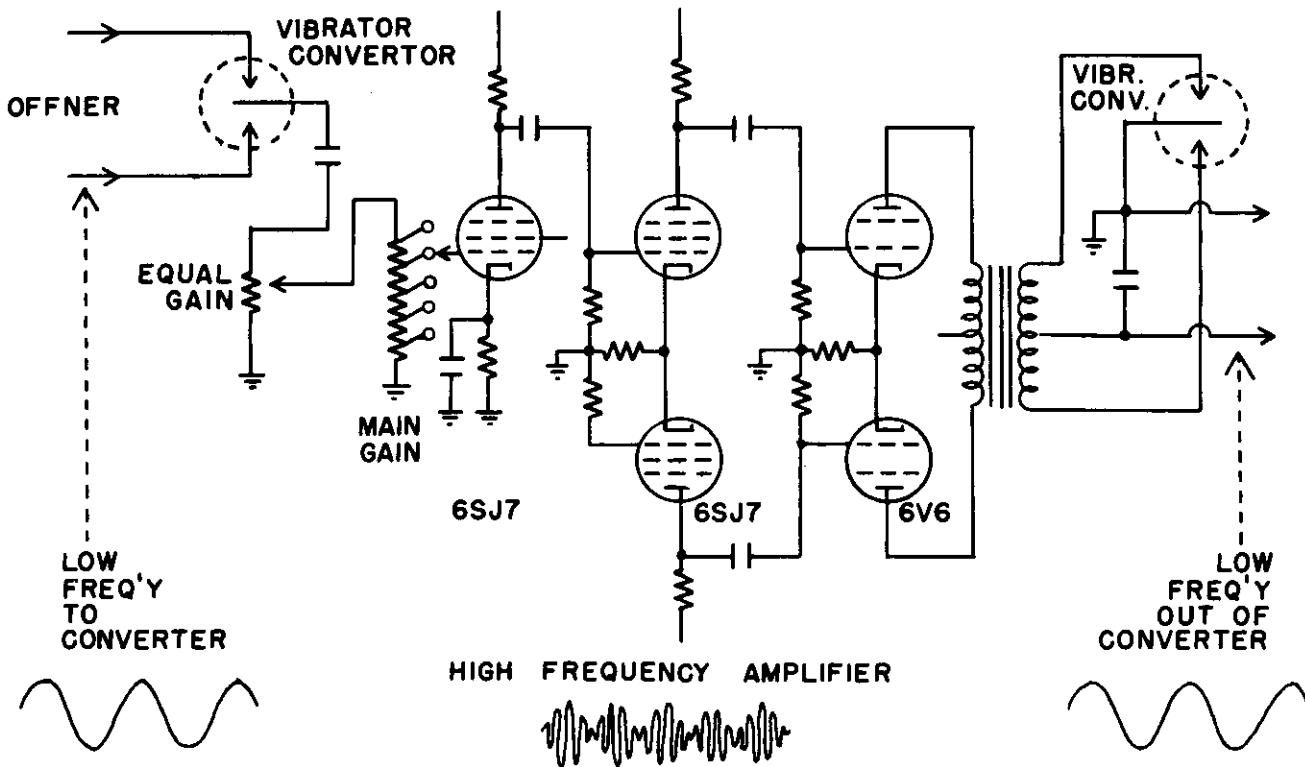 VIBRATOR
CONVERTOR
OFFNER
VIBR.
CONV.
EQUAL
GAIN
MAIN
GAIN
6SJ7
6SJ7
6V6
LOW
FREQ'Y
TO
CONVERTER
LOW
FREQ'Y
OUT OF
CONVERTER
HIGH FREQUENCY AMPLIFIER